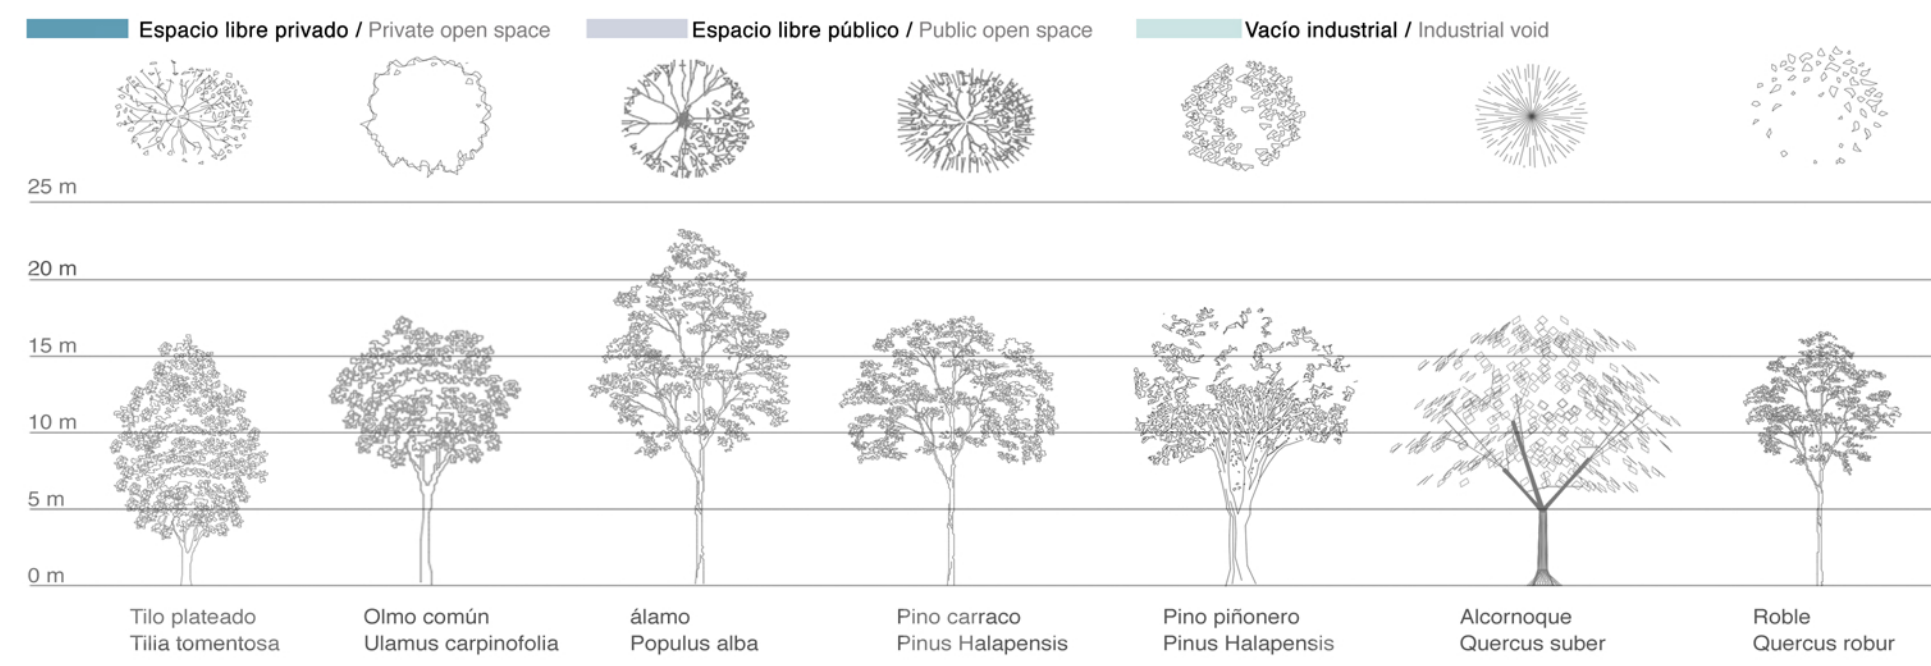 Espacio libre privado / Private open space
Espacio libre público / Public open space
Vacío industrial / Industrial void
25 m
20 m
15 m
10 m
5 m
0 m
Tilo plateado
Tilia tomentosa
Olmo común
Ulamus carpinofolia
álamo
Populus alba
Pino carraco
Pinus Halapensis
Pino piñonero
Pinus Halapensis
Alcornoque
Quercus suber
Roble
Quercus robur